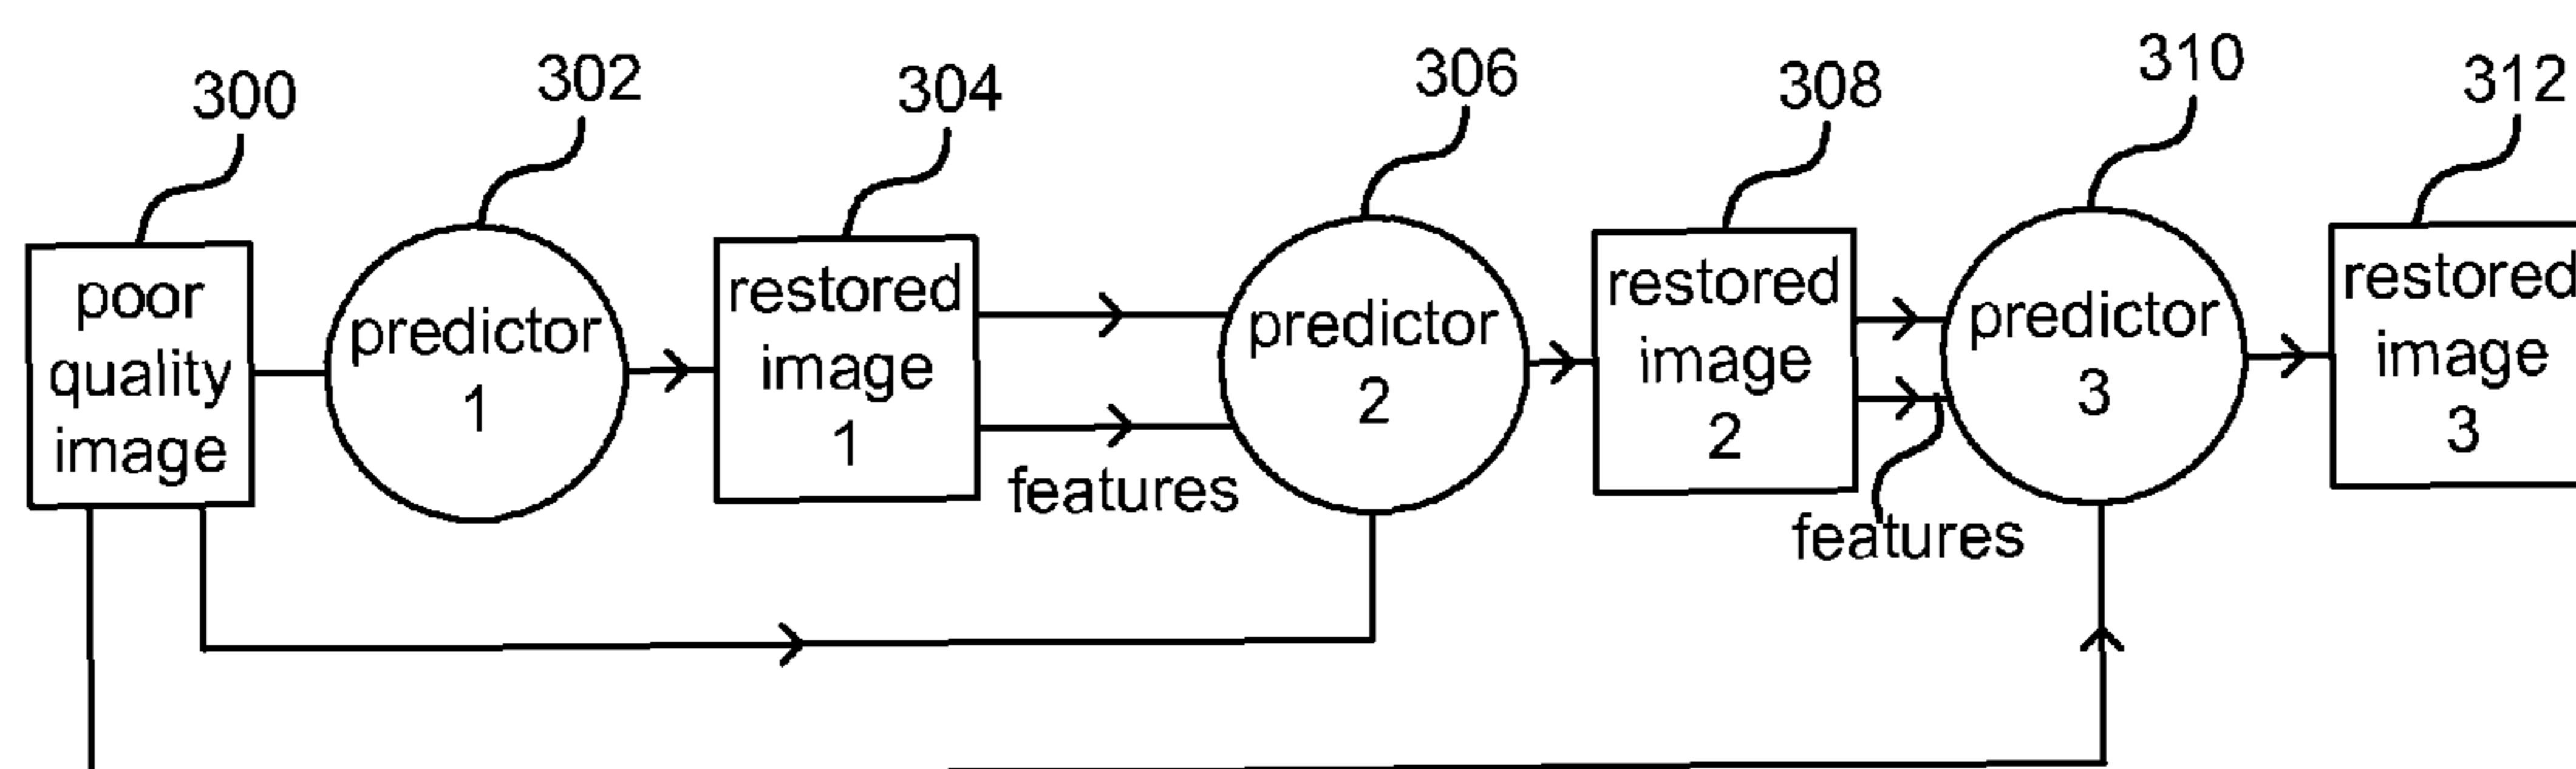 300
302
304
306
308
310
312
poor
quality
image
predictor
1
restored
image
1
features
predictor
2
restored
image
2
features
predictor
3
restored
image
3